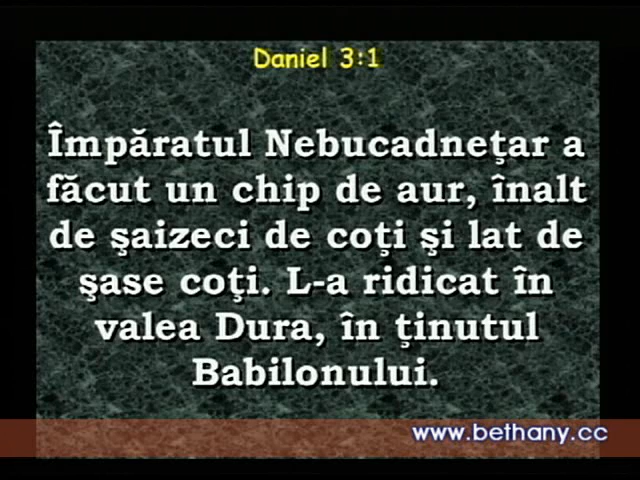 Daniel 3:1
Împăratul Nebucadneţar a
făcut un chip de aur, înalt
de şaizeci de coţi şi lat de
şase coţi. L-a ridicat în
valea Dura, în ţinutul
Babilonului.
www.bethany.cc